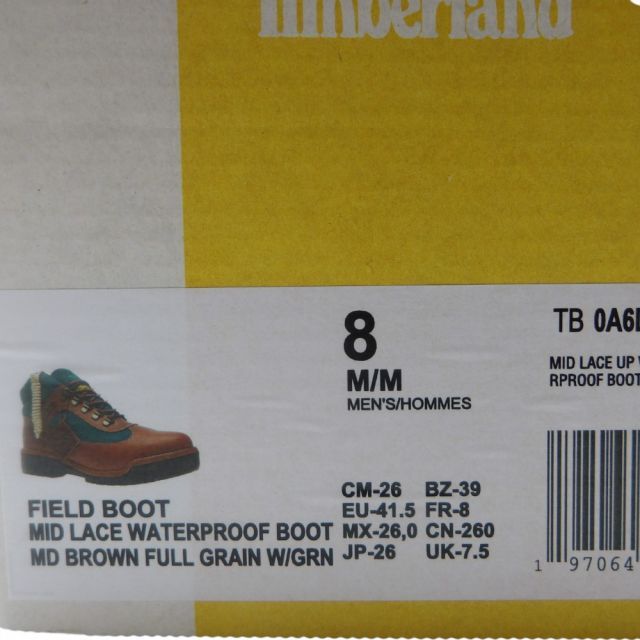 Timberland
8
M/M
MEN'S/HOMMES
TB 0A6
MID LACE UP
RPROOF BOOT
FIELD BOOT
MID LACE WATERPROOF BOOT
MD BROWN FULL GRAIN W/GRN
CM-26 BZ-39
EU-41.5 FR-8
MX-26,0 CN-260
JP-26 UK-7.5
1 97064